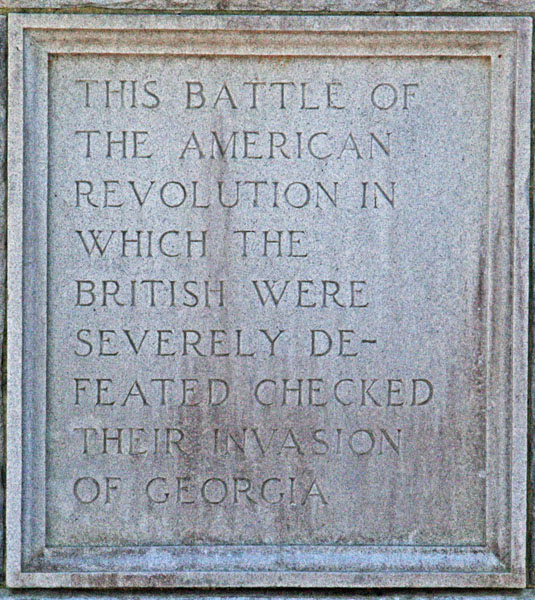 THIS BATTLE OF
THE AMERICAN
REVOLUTION IN
WHICH THE
BRITISH WERE
SEVERELY DE-
FEATED CHECKED
THEIR INVASION
OF GEORGIA